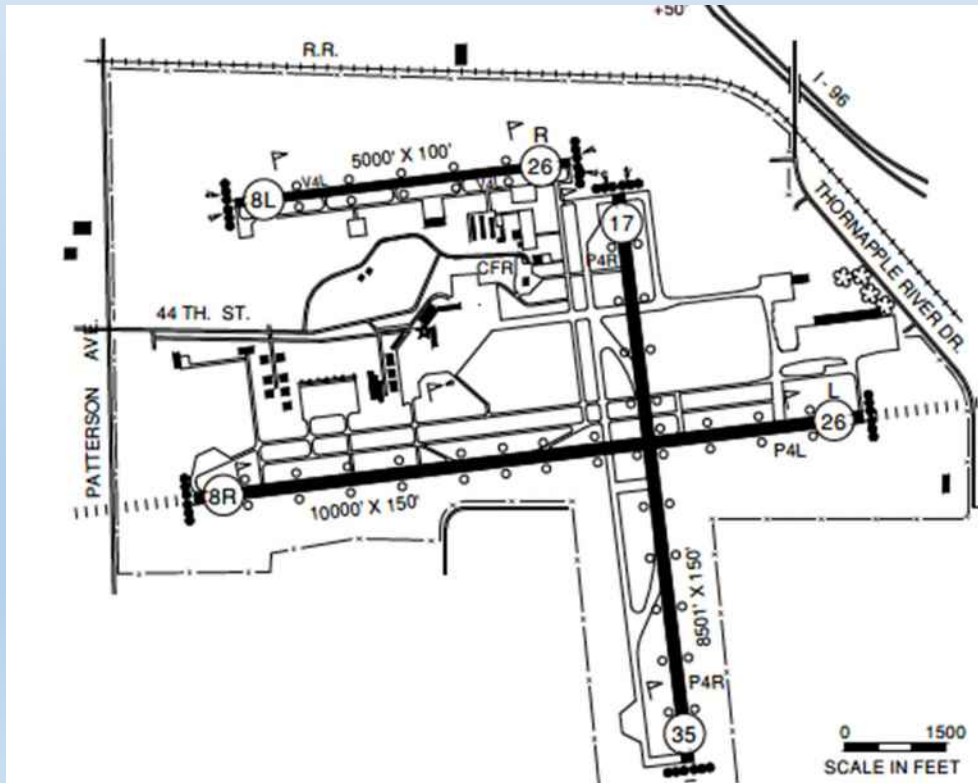 +50'
R.R.
I - 96
R
5000' X 100'
26
V4L
V4L
8L
17
THORNAPPLE RIVER DR.
P4R
CFR
44 TH. ST.
PATTERSON AVE.
L
26
P4L
8R
10000' X 150'
8501' X 150'
P4R
35
0 1500
SCALE IN FEET